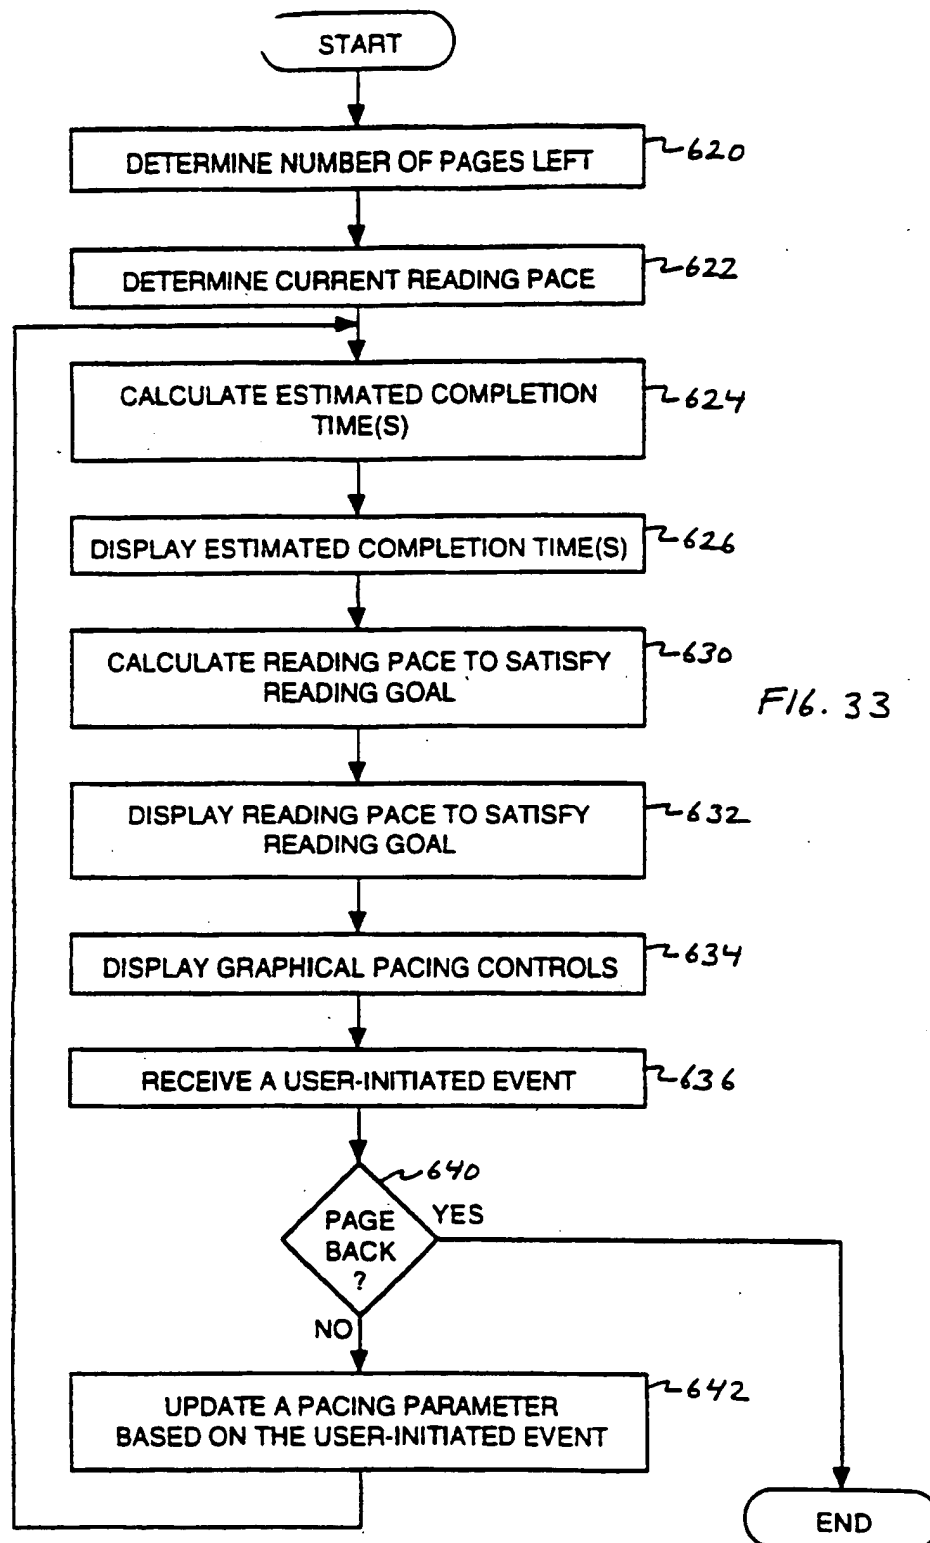 START
DETERMINE NUMBER OF PAGES LEFT
620
DETERMINE CURRENT READING PACE
622
CALCULATE ESTIMATED COMPLETION
TIME(S)
624
DISPLAY ESTIMATED COMPLETION TIME(S)
626
CALCULATE READING PACE TO SATISFY
READING GOAL
630
FIG. 33
DISPLAY READING PACE TO SATISFY
READING GOAL
632
DISPLAY GRAPHICAL PACING CONTROLS
634
RECEIVE A USER-INITIATED EVENT
636
640
PAGE
BACK
?
YES
NO
UPDATE A PACING PARAMETER
BASED ON THE USER-INITIATED EVENT
642
END